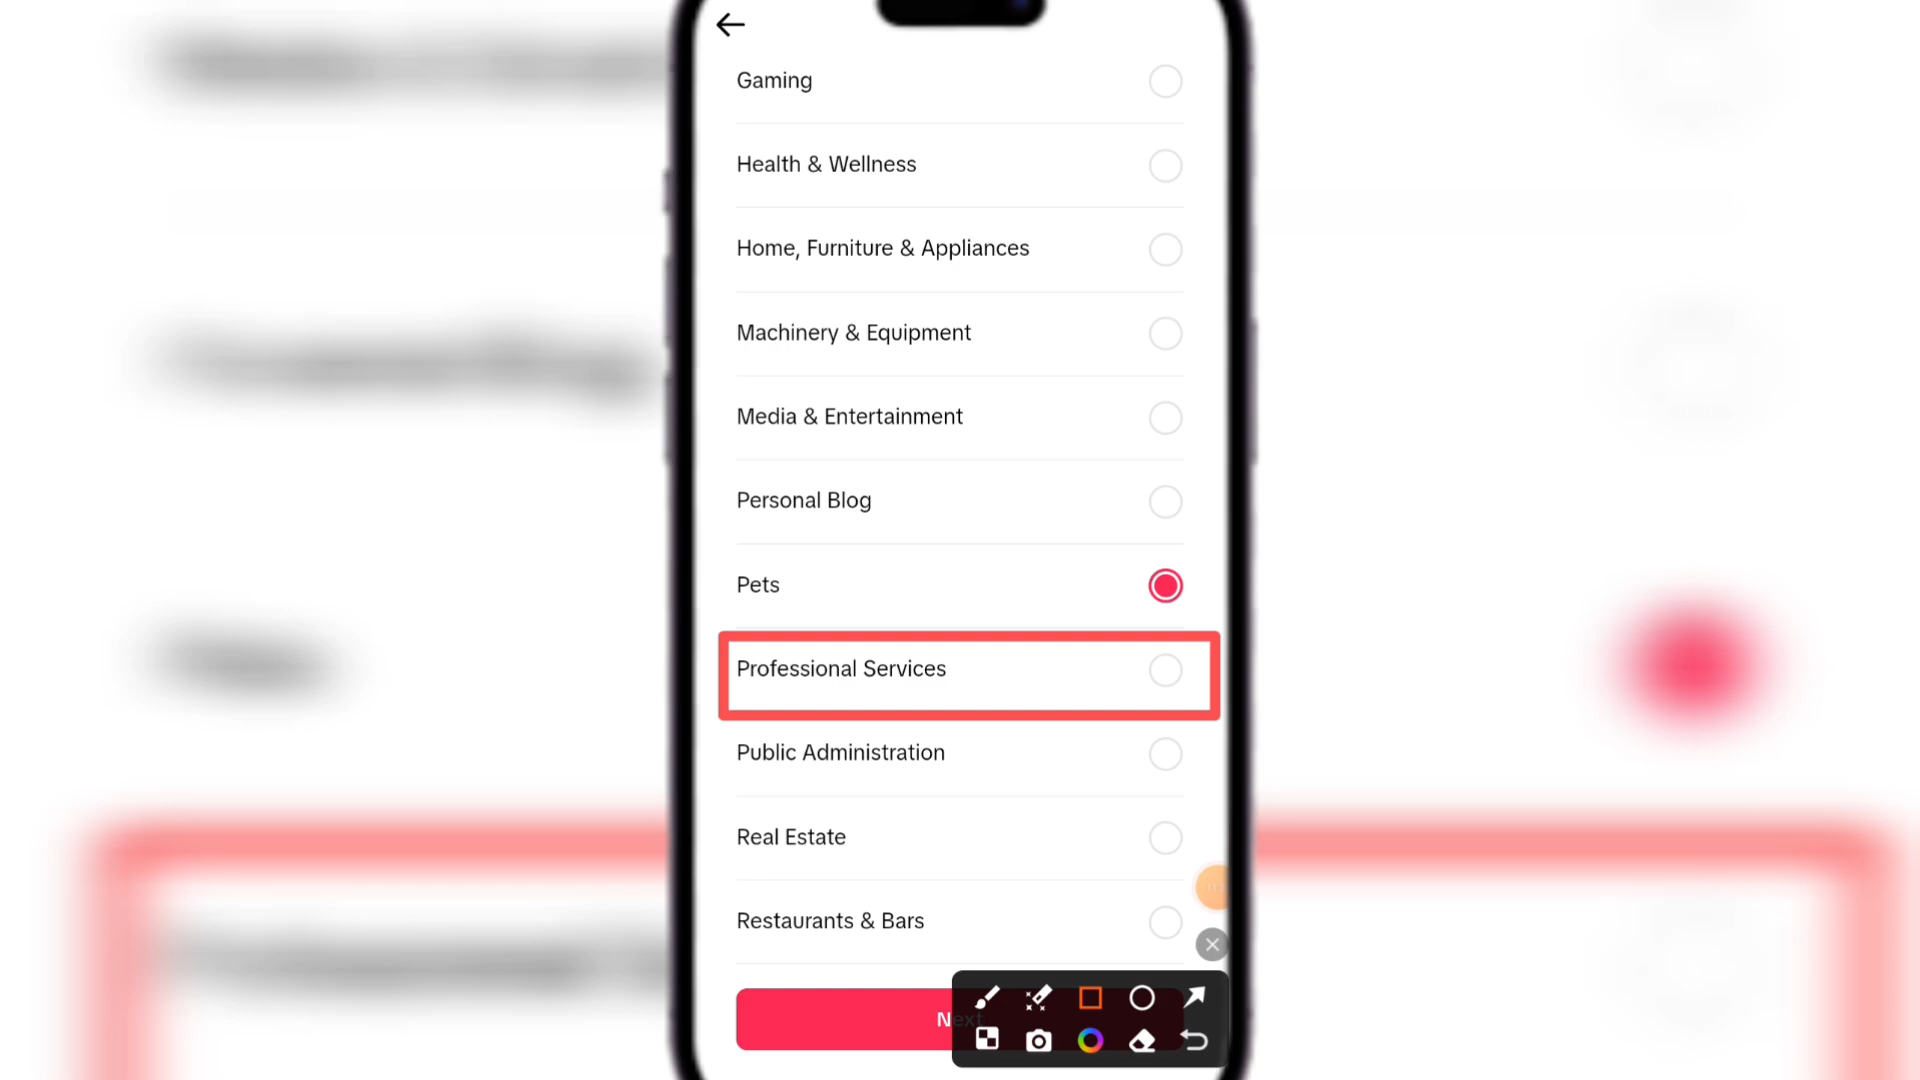 Gaming
Health & Wellness
Home, Furniture & Appliances
Machinery & Equipment
Media & Entertainment
Personal Blog
Pets
Professional Services
Public Administration
Real Estate
Restaurants & Bars
Next